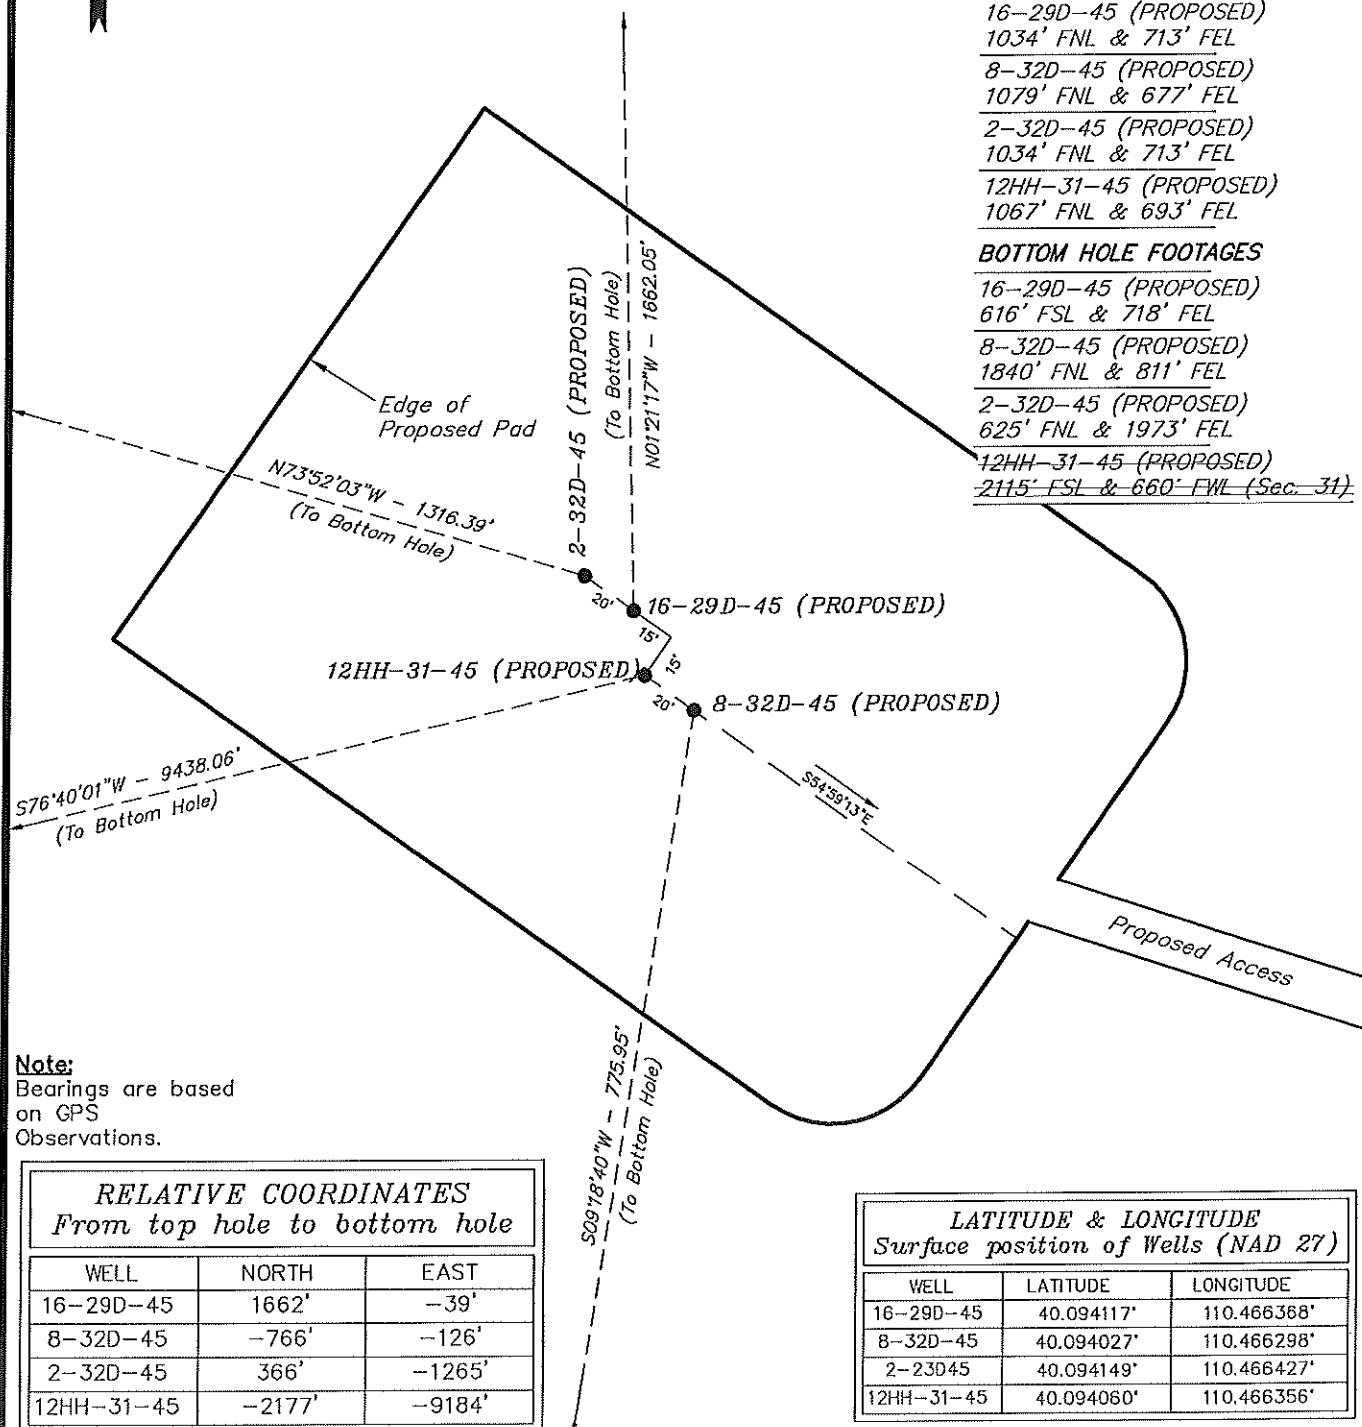 16-29D-45 (PROPOSED)
1034' FNL & 713' FEL
8-32D-45 (PROPOSED)
1079' FNL & 677' FEL
2-32D-45 (PROPOSED)
1034' FNL & 713' FEL
12HH-31-45 (PROPOSED)
1067' FNL & 693' FEL
BOTTOM HOLE FOOTAGES
16-29D-45 (PROPOSED)
616' FSL & 718' FEL
8-32D-45 (PROPOSED)
1840' FNL & 811' FEL
2-32D-45 (PROPOSED)
625' FNL & 1973' FEL
12HH-31-45 (PROPOSED)
2115' FSL & 660' FWL (Sec. 31)
2-32D-45 (PROPOSED)
(To Bottom Hole)
N01°21'17"W - 1662.05'
Edge of
Proposed Pad
N73°52'03"W - 1316.39'
(To Bottom Hole)
20'
16-29D-45 (PROPOSED)
15'
15'
12HH-31-45 (PROPOSED)
20'
8-32D-45 (PROPOSED)
S76°40'01"W - 9438.06'
(To Bottom Hole)
S54°59'13"E
Proposed Access
S09°18'40"W - 775.95'
(To Bottom Hole)
Note:
Bearings are based
on GPS
Observations.
RELATIVE COORDINATES
From top hole to bottom hole
WELL NORTH EAST
16-29D-45 1662' -39'
8-32D-45 -766' -126'
2-32D-45 366' -1265'
12HH-31-45 -2177' -9184'
LATITUDE & LONGITUDE
Surface position of Wells (NAD 27)
WELL LATITUDE LONGITUDE
16-29D-45 40.094117° 110.466368°
8-32D-45 40.094027° 110.466298°
2-23D45 40.094149° 110.466427°
12HH-31-45 40.094060° 110.466356°